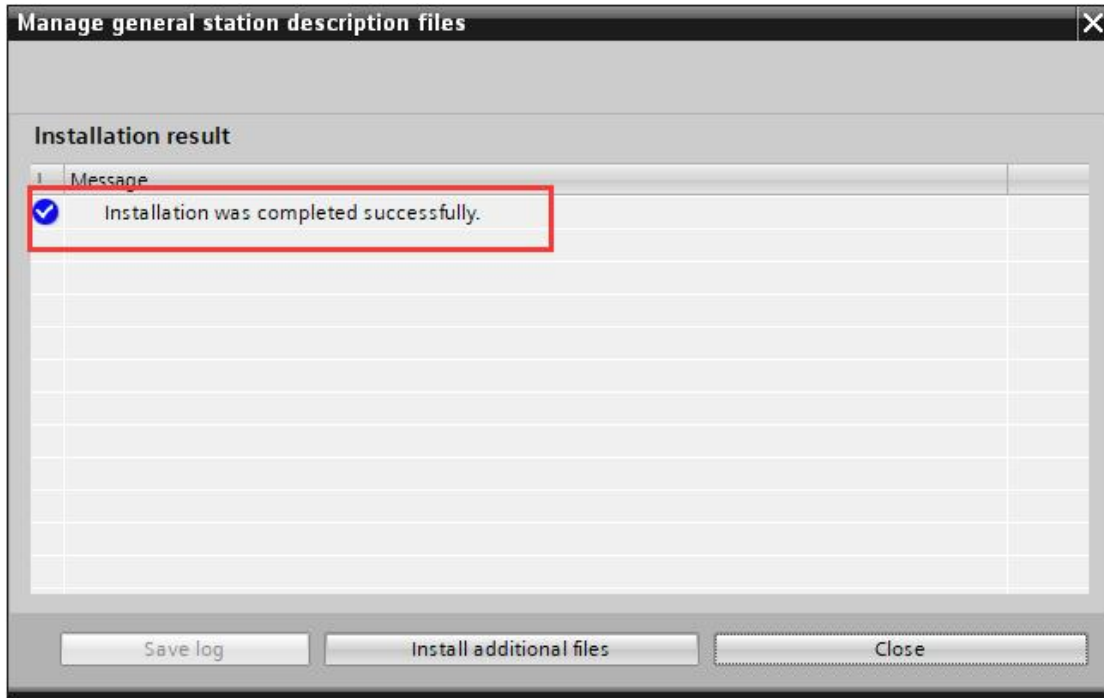 Manage general station description files
Installation result
! Message
Installation was completed successfully.
Save log
Install additional files
Close